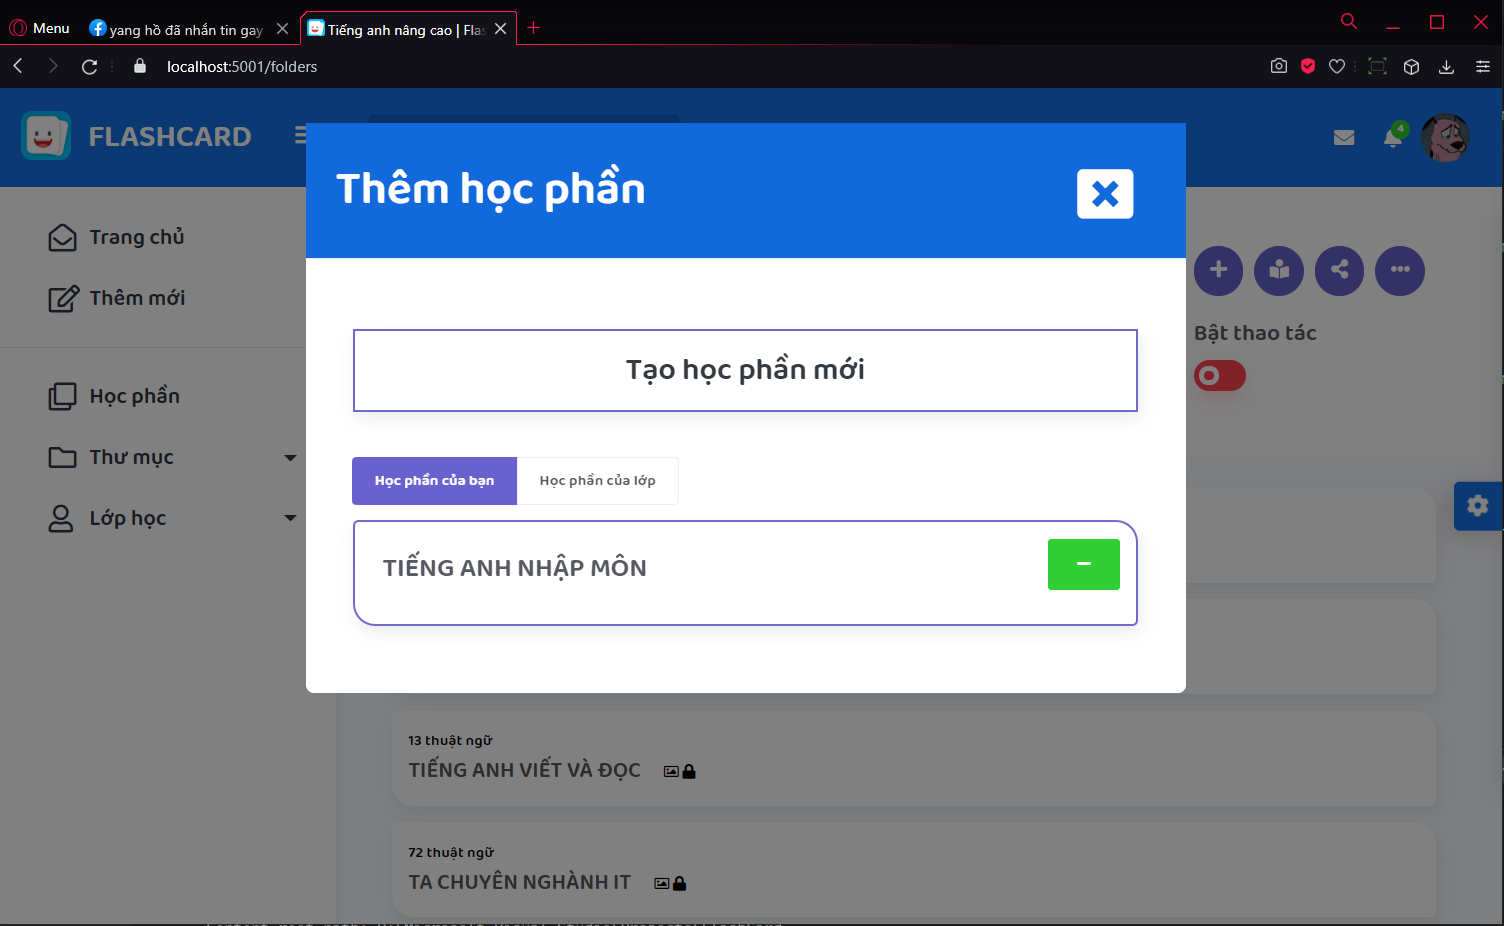 Menu
yang hồ đã nhắn tin gay
Tiếng anh nâng cao | Flas
localhost:5001/folders
FLASHCARD
4
Thêm học phần
Trang chủ
Thêm mới
Học phần
Thư mục
Lớp học
Bật thao tác
Tạo học phần mới
Học phần của bạn
Học phần của lớp
TIẾNG ANH NHẬP MÔN
13 thuật ngữ
TIẾNG ANH VIẾT VÀ ĐỌC
72 thuật ngữ
TA CHUYÊN NGHÀNH IT